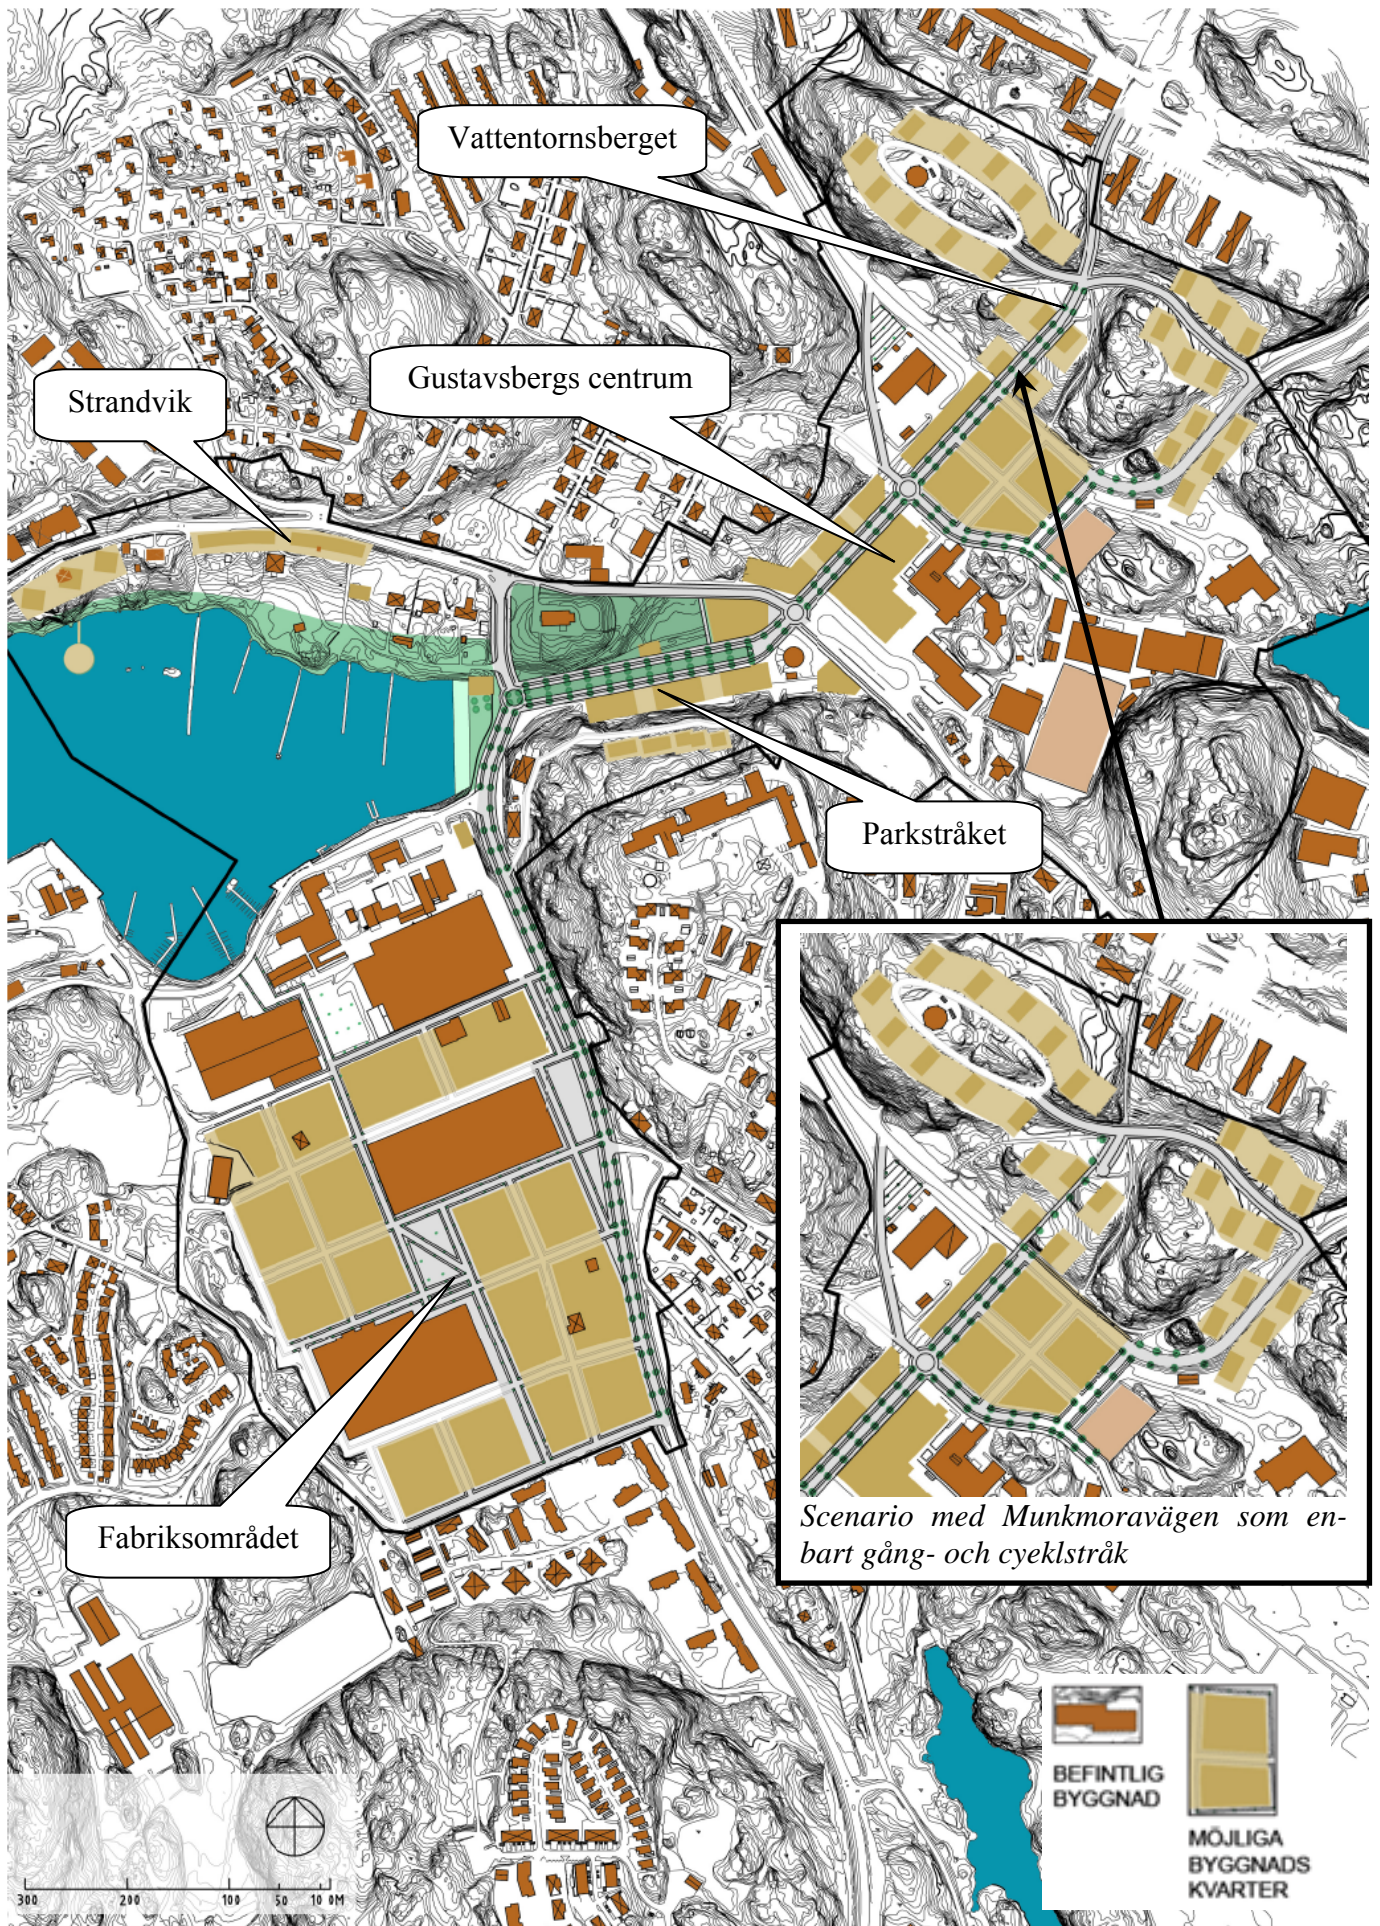 Vattentornsberget
Gustavsbergs centrum
Strandvik
Parkstråket
Scenario med Munkmoravägen som en-
bart gång- och cyeklstråk
Fabriksområdet
BEFINTLIG
BYGGNAD
MÖJLIGA
BYGGNADS
KVARTER
300 200 100 50 10 0M